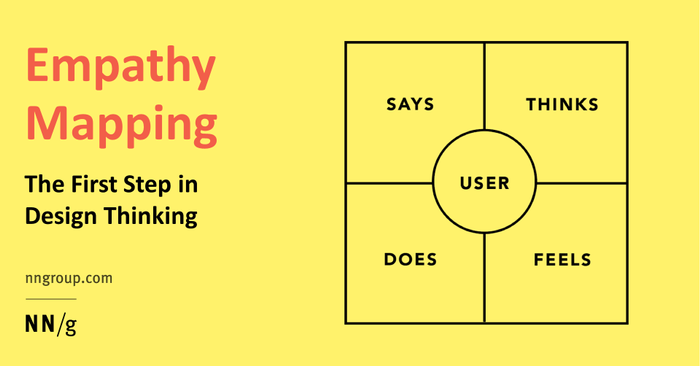 Empathy
Mapping
The First Step in
Design Thinking
nngroup.com
NN/g
SAYS
THINKS
USER
DOES
FEELS